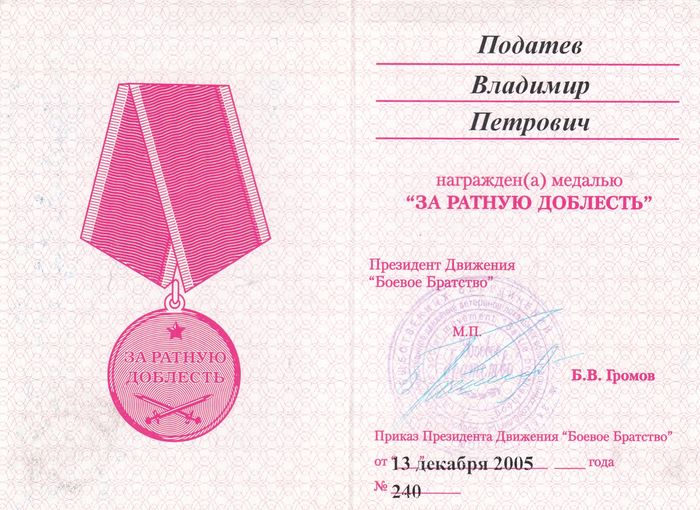 ЗА РАТНУЮ
ДОБЛЕСТЬ
Податев
Владимир
Петрович
награжден(а) медалью
“ЗА РАТНУЮ ДОБЛЕСТЬ”
Президент Движения
“Боевое Братство”
М.П.
Б.В. Громов
Приказ Президента Движения “Боевое Братство”
от “ 13 декабря 2005 года
№ 240